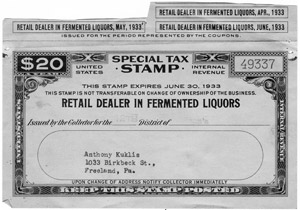 RETAIL DEALER IN FERMENTED LIQUORS, APR., 1933
RETAIL DEALER IN FERMENTED LIQUORS, MAY, 1933
RETAIL DEALER IN FERMENTED LIQUORS, JUNE, 1933
ISSUED FOR THE PERIOD REPRESENTED BY THE COUPONS.
$20
UNITED STATES
SPECIAL TAX STAMP
INTERNAL REVENUE
49337
THIS STAMP EXPIRES JUNE 30, 1933
THIS STAMP IS NOT TRANSFERABLE ON CHANGE OF OWNERSHIP OF THE BUSINESS.
RETAIL DEALER IN FERMENTED LIQUORS
Issued by the Collector for the District of
Anthony Kuklis
1033 Birkbeck St.,
Freeland, Pa.
UPON CHANGE OF ADDRESS NOTIFY COLLECTOR IMMEDIATELY
KEEP THIS STAMP POSTED